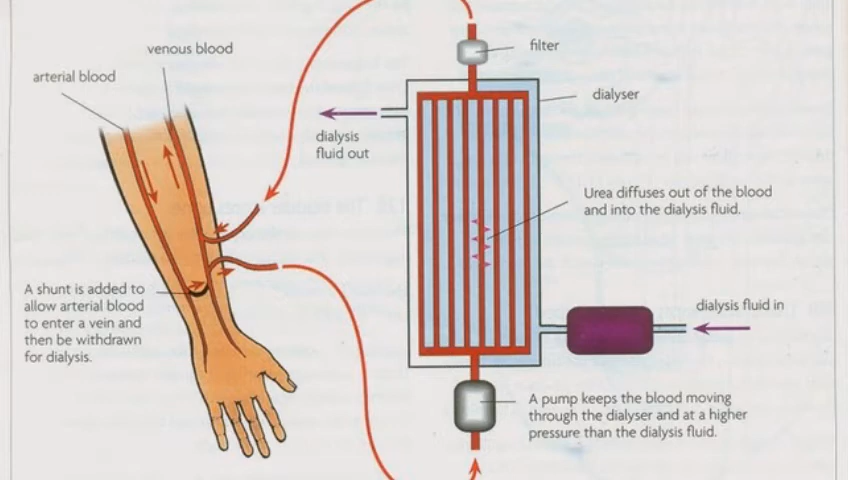 venous blood
arterial blood
filter
dialyser
dialysis
fluid out
Urea diffuses out of the blood
and into the dialysis fluid.
A shunt is added to
allow arterial blood
to enter a vein and
then be withdrawn
for dialysis.
dialysis fluid in
A pump keeps the blood moving
through the dialyser and at a higher
pressure than the dialysis fluid.